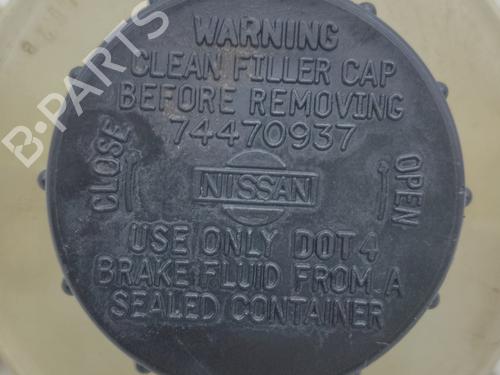 B-PARTS
WARNING
CLEAN FILLER CAP
BEFORE REMOVING
74470937
CLOSE
NISSAN
OPEN
USE ONLY DOT 4
BRAKE FLUID FROM A
SEALED CONTAINER